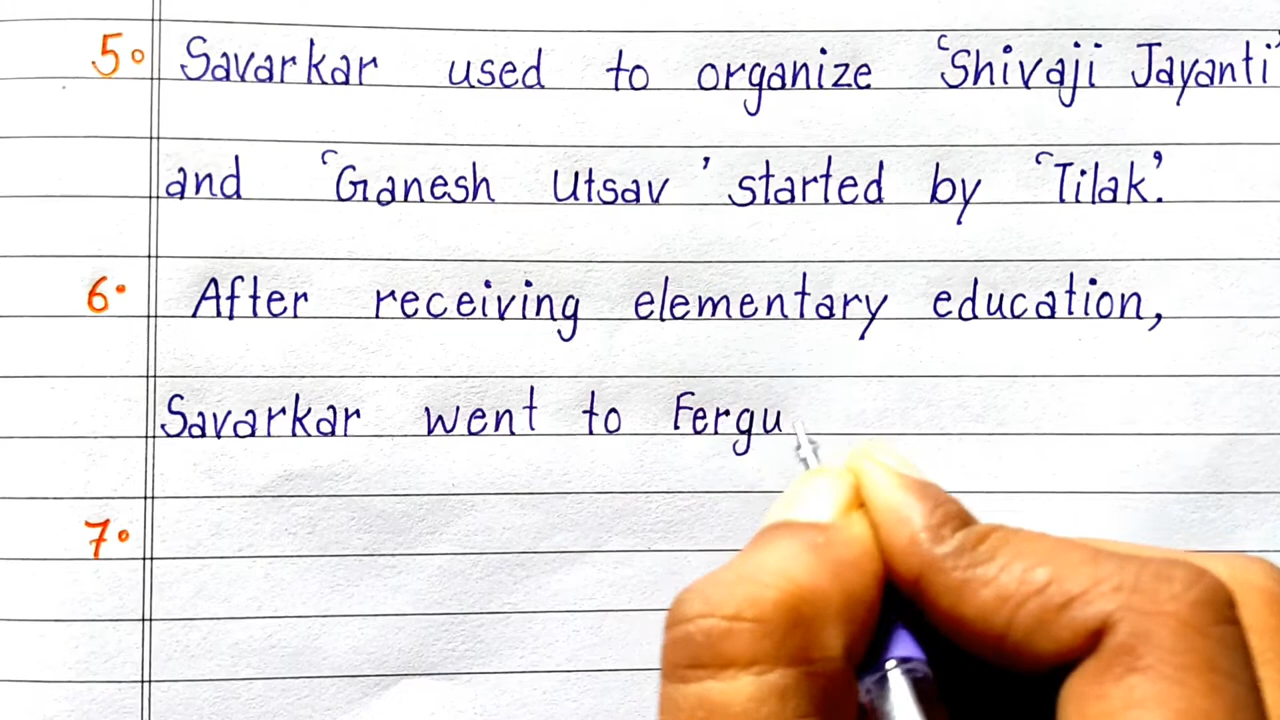 5. Savarkar used to organize 'Shivaji Jayanti'
and 'Ganesh Utsav' started by 'Tilak'.
6. After receiving elementary education,
Savarkar went to Fergu
7.